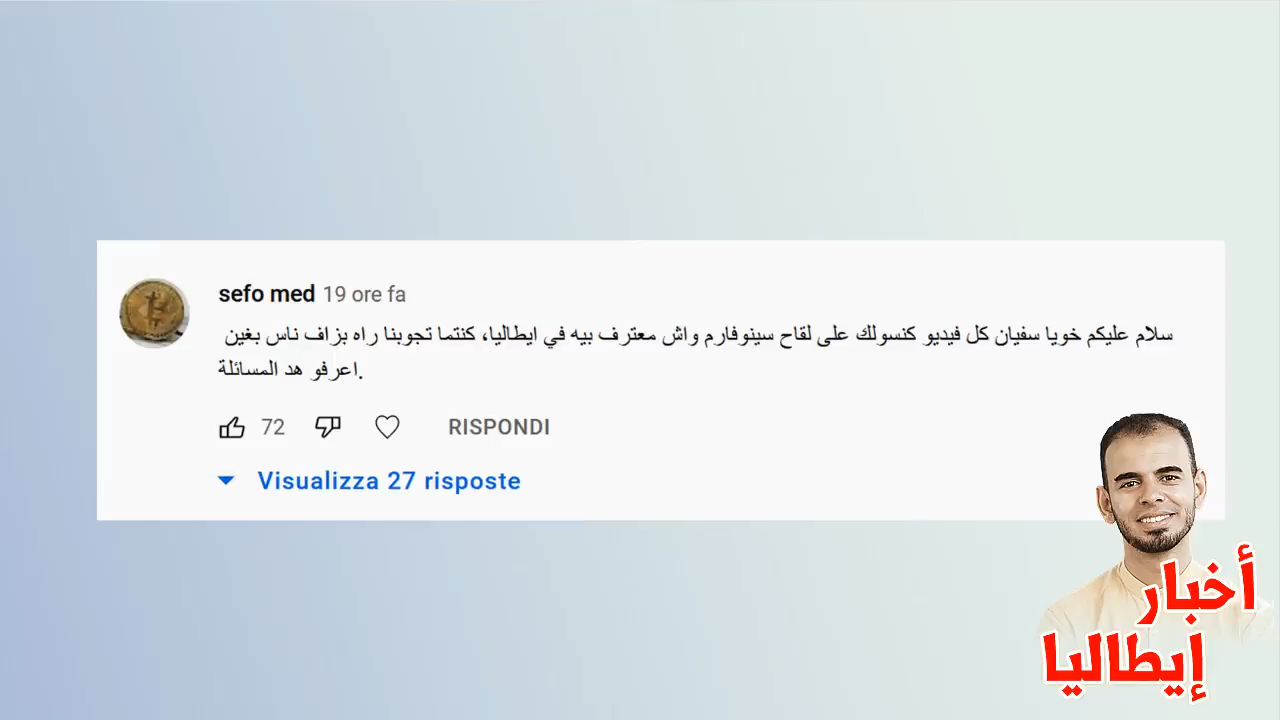 sefo med 19 ore fa
سلام عليكم خويا سفيان كل فيديو كنسولك على لقاح سينوفارم واش معترف بيه في ايطاليا، كنتما تجوبنا راه بزاف ناس بغين
اعرفو هد المسائلة.
72 RISPONDI
Visualizza 27 risposte
أخبار
إيطاليا